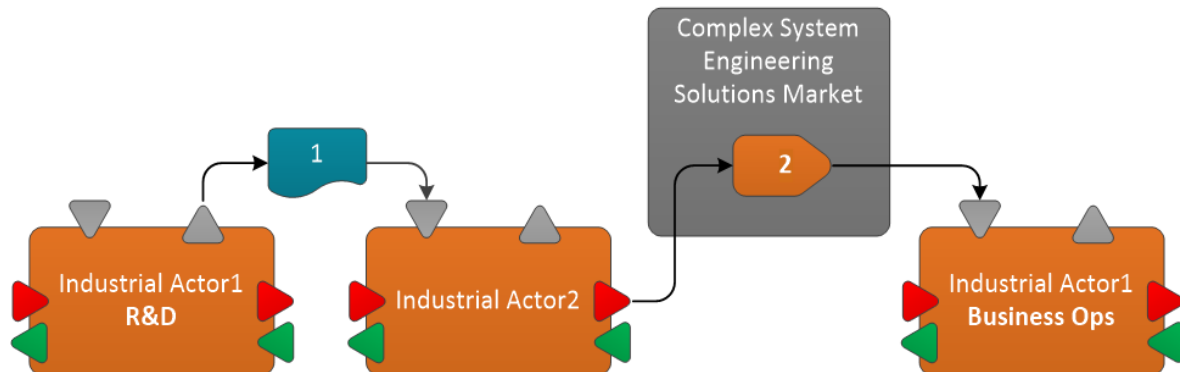 Complex System
Engineering
Solutions Market
1
2
Industrial Actor1
R&D
Industrial Actor2
Industrial Actor1
Business Ops